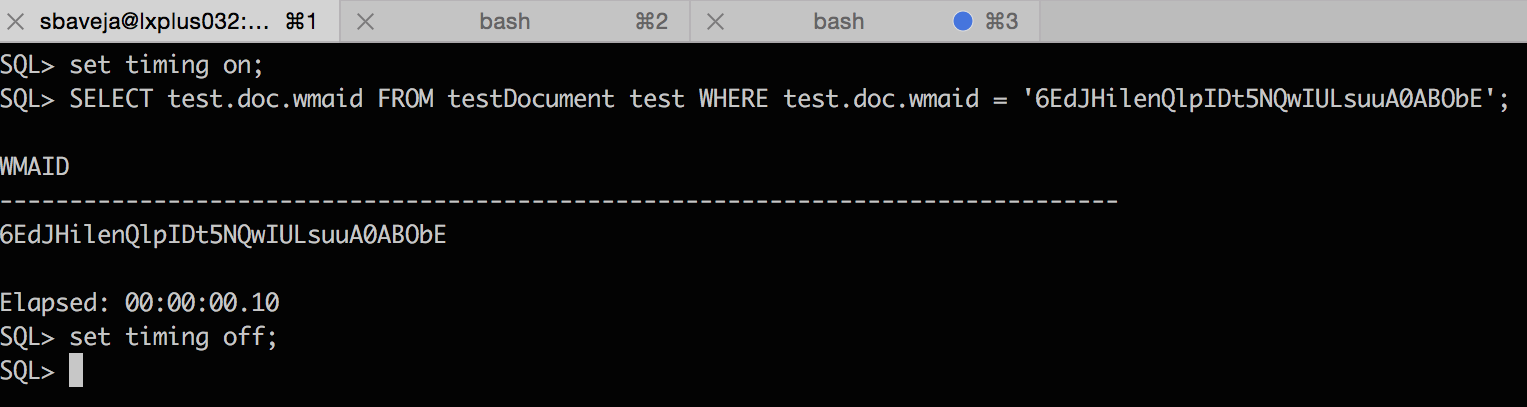 sbaveja@lxplus032:... ⌘1 bash ⌘2 bash ⌘3
SQL> set timing on;
SQL> SELECT test.doc.wmaid FROM testDocument test WHERE test.doc.wmaid = '6EdJHilenQlpIDt5NQwIULsuuA0ABObE';
WMAID
--------------------------------------------------------------------------------
6EdJHilenQlpIDt5NQwIULsuuA0ABObE
Elapsed: 00:00:00.10
SQL> set timing off;
SQL>